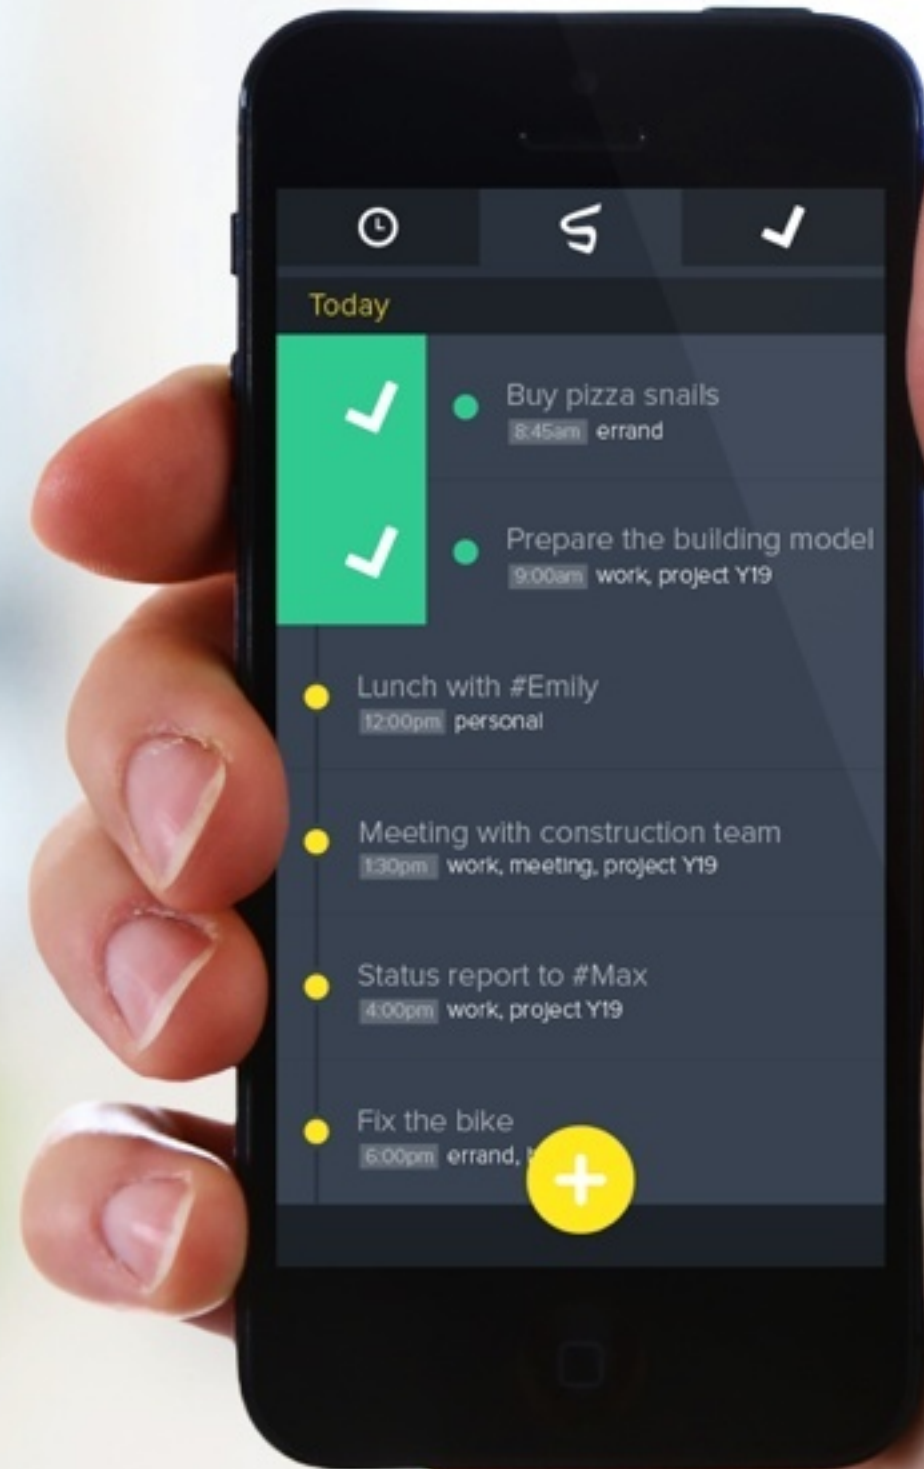 Today
Buy pizza snails
8:45am errand
Prepare the building model
9:00am work, project Y19
Lunch with #Emily
12:00pm personal
Meeting with construction team
1:30pm work, meeting, project Y19
Status report to #Max
4:00pm work, project Y19
Fix the bike
6:00pm errand,